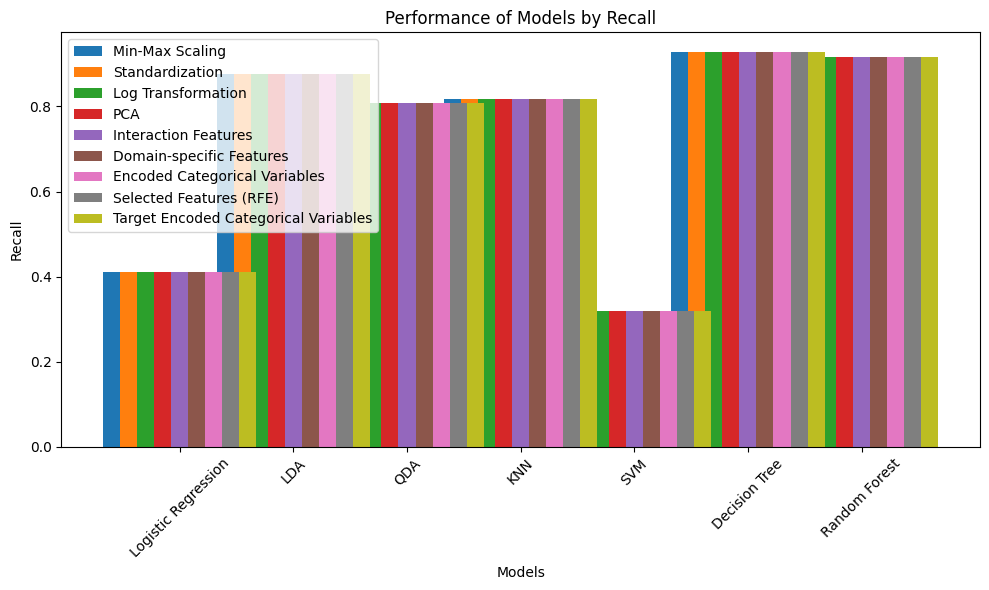 Performance of Models by Recall
Min-Max Scaling
Standardization
Log Transformation
PCA
Interaction Features
Domain-specific Features
Encoded Categorical Variables
Selected Features (RFE)
Target Encoded Categorical Variables
Recall
0.8
0.6
0.4
0.2
0.0
Logistic Regression
LDA
QDA
KNN
SVM
Decision Tree
Random Forest
Models